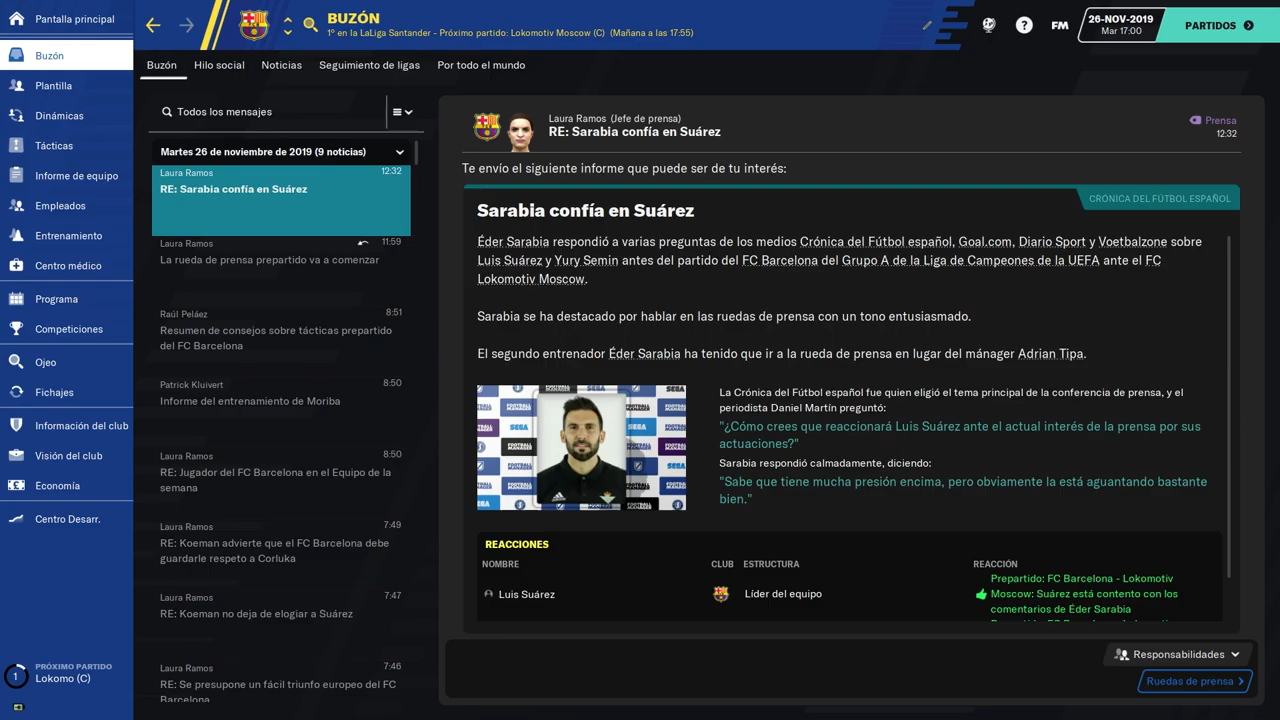 Pantalla principal
BUZÓN
1º en la LaLiga Santander - Próximo partido: Lokomotiv Moscow (C) (Mañana a las 17:55)
FM
26-NOV-2019
Mar 17:00
PARTIDOS
Buzón
Plantilla
Dinámicas
Tácticas
Informe de equipo
Empleados
Entrenamiento
Centro médico
Programa
Competiciones
Ojeo
Fichajes
Información del club
Visión del club
Economía
Centro Desarr.
PRÓXIMO PARTIDO
1
Lokomo (C)
Buzón Hilo social Noticias Seguimiento de ligas Por todo el mundo
Todos los mensajes
Martes 26 de noviembre de 2019 (9 noticias)
Laura Ramos 12:32
RE: Sarabia confía en Suárez
Laura Ramos 11:59
La rueda de prensa prepartido va a comenzar
Raúl Peláez 8:51
Resumen de consejos sobre tácticas prepartido
del FC Barcelona
Patrick Kluivert 8:50
Informe del entrenamiento de Moriba
Laura Ramos 8:50
RE: Jugador del FC Barcelona en el Equipo de la
semana
Laura Ramos 7:49
RE: Koeman advierte que el FC Barcelona debe
guardarle respeto a Corluka
Laura Ramos 7:47
RE: Koeman no deja de elogiar a Suárez
Laura Ramos 7:46
RE: Se presupone un fácil triunfo europeo del FC
Barcelona
Laura Ramos (Jefe de prensa)
RE: Sarabia confía en Suárez
Prensa
12:32
Te envío el siguiente informe que puede ser de tu interés:
CRÓNICA DEL FÚTBOL ESPAÑOL
Sarabia confía en Suárez
Éder Sarabia respondió a varias preguntas de los medios Crónica del Fútbol español, Goal.com, Diario Sport y Voetbalzone sobre
Luis Suárez y Yury Semin antes del partido del FC Barcelona del Grupo A de la Liga de Campeones de la UEFA ante el FC
Lokomotiv Moscow.
Sarabia se ha destacado por hablar en las ruedas de prensa con un tono entusiasmado.
El segundo entrenador Éder Sarabia ha tenido que ir a la rueda de prensa en lugar del mánager Adrian Tipa.
La Crónica del Fútbol español fue quien eligió el tema principal de la conferencia de prensa, y el
periodista Daniel Martín preguntó:
"¿Cómo crees que reaccionará Luis Suárez ante el actual interés de la prensa por sus
actuaciones?"
Sarabia respondió calmadamente, diciendo:
"Sabe que tiene mucha presión encima, pero obviamente la está aguantando bastante
bien."
REACCIONES
NOMBRE CLUB ESTRUCTURA REACCIÓN
Luis Suárez Líder del equipo
Prepartido: FC Barcelona - Lokomotiv
Moscow: Suárez está contento con los
comentarios de Éder Sarabia
Responsabilidades
Ruedas de prensa